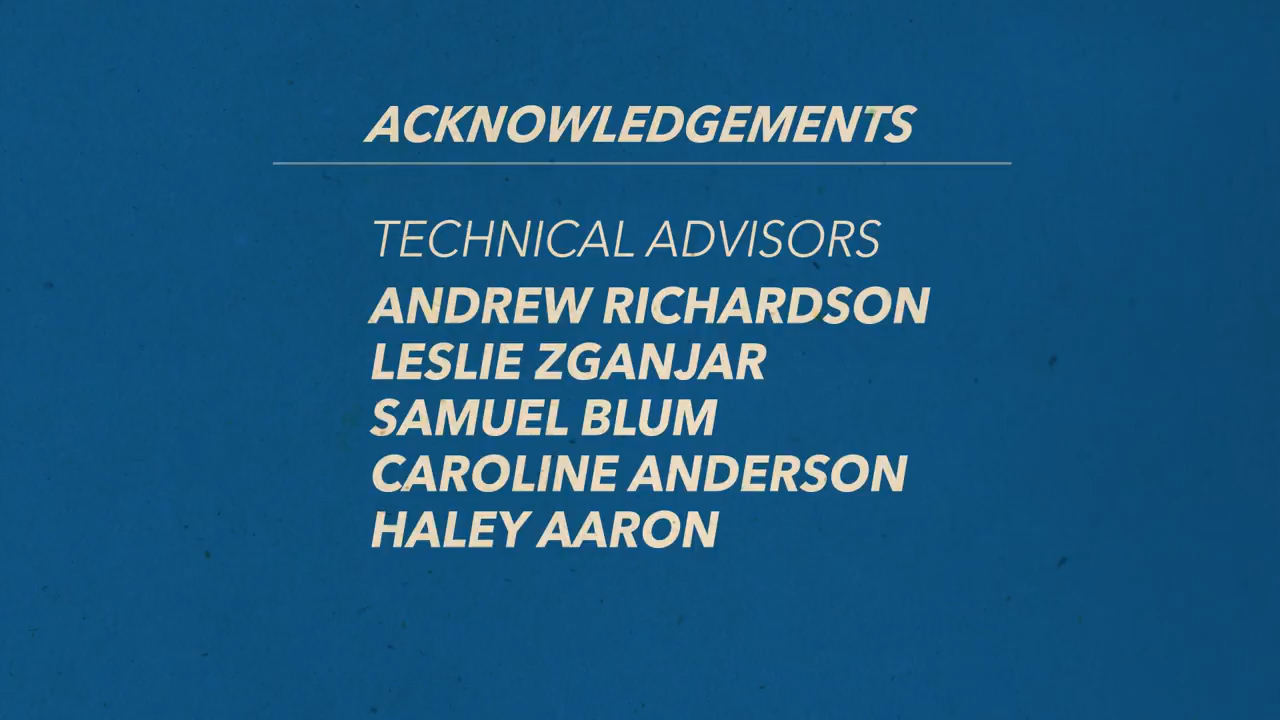 ACKNOWLEDGEMENTS
TECHNICAL ADVISORS
ANDREW RICHARDSON
LESLIE ZGANJAR
SAMUEL BLUM
CAROLINE ANDERSON
HALEY AARON